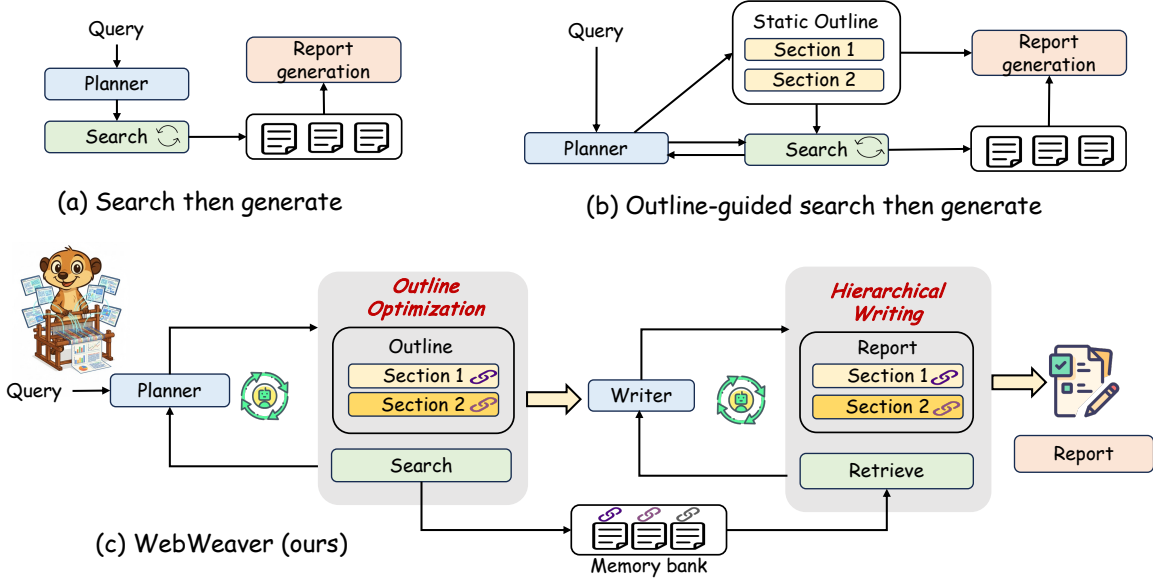 Query
Planner
Search
Report
generation
(a) Search then generate
Query
Planner
Static Outline
Section 1
Section 2
Search
Report
generation
(b) Outline-guided search then generate
Query
Planner
Outline
Optimization
Outline
Section 1
Section 2
Search
Writer
Hierarchical
Writing
Report
Section 1
Section 2
Retrieve
Report
Memory bank
(c) WebWeaver (ours)